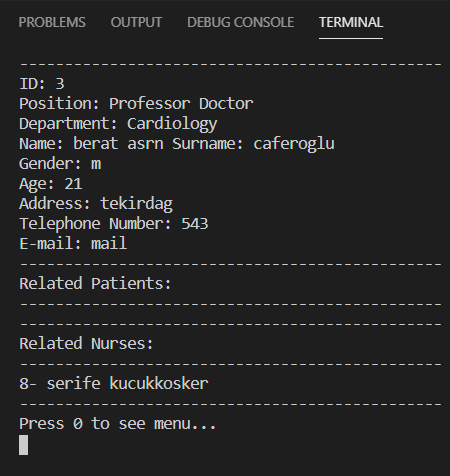 PROBLEMS OUTPUT DEBUG CONSOLE TERMINAL
-----------------------------------------------
ID: 3
Position: Professor Doctor
Department: Cardiology
Name: berat asrn Surname: caferoglu
Gender: m
Age: 21
Address: tekirdag
Telephone Number: 543
E-mail: mail
-----------------------------------------------
Related Patients:
-----------------------------------------------
-----------------------------------------------
Related Nurses:
-----------------------------------------------
8- serife kucukkosker
-----------------------------------------------
Press 0 to see menu...